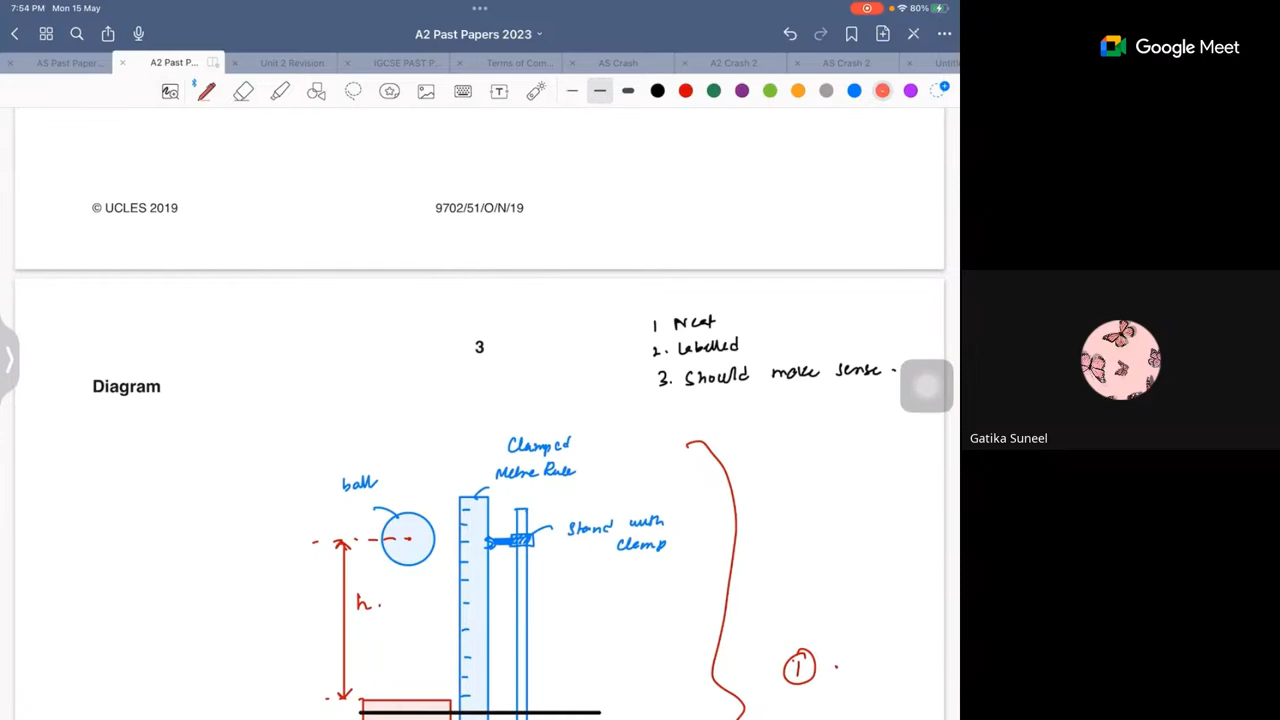 7:54 PM Mon 15 May
80%
A2 Past Papers 2023
AS Past Paper...
A2 Past P...
Unit 2 Revision
IGCSE PAST P...
Terms of Com...
AS Crash
A2 Crash 2
AS Crash 2
Untitl
Google Meet
© UCLES 2019
9702/51/O/N/19
3
1 Neat
2. Labelled
3. Should make sense.
Diagram
Clamped
Metre Rule
ball
Stand with
Clamp
h.
1
Gatika Suneel